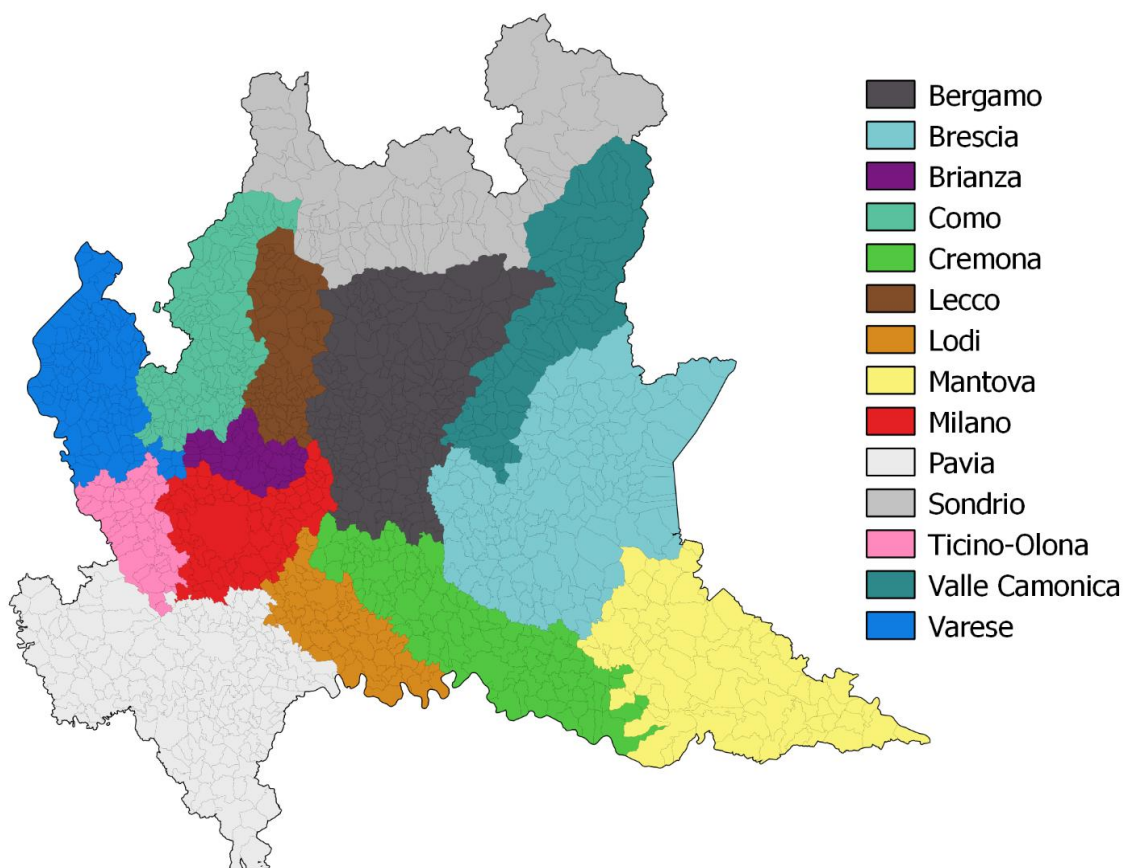 Bergamo
Brescia
Brianza
Como
Cremona
Lecco
Lodi
Mantova
Milano
Pavia
Sondrio
Ticino-Olona
Valle Camonica
Varese